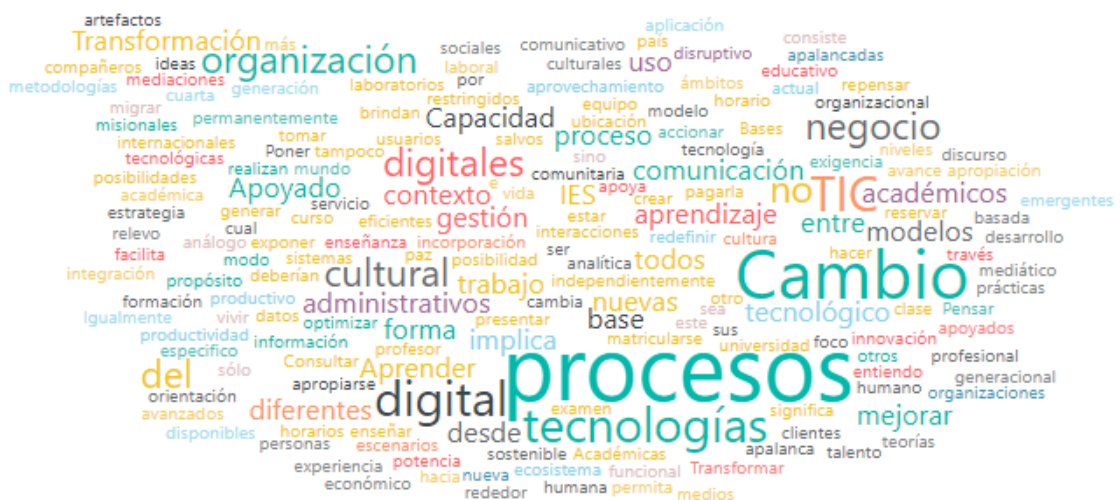 artefactos
aplicación
Transformación más sociales comunicativo país consiste
organización culturales uso disruptivo apalancadas
compañeros ideas laboral educativo
metodologías mediaciones laboratorios por aprovechamiento ámbitos actual repensar
cuarta generación restringidos equipo horario organizacional
migrar permanentemente brindan Capacidad ubicación modelo negocio
misionales tomar usuarios salvos proceso accionar Bases
internacionales Poner tampoco digitales sino tecnología niveles discurso
tecnológicas realizan mundo comunitaria comunicación exigencia avance apropiación
posibilidades Apoyado contexto e vida IES apoya crear pagarla no TIC académicos emergentes
académica servicio
estrategia generar curso eficientes gestión estar aprendizaje entre reservar basada
relevo cual interacciones redefinir cultura modelos desarrollo
facilita análogo exponer enseñanza incorporación ser hacer través
integración modo sistemas paz posibilidad analítica todos Cambio mediático
propósito deberían cultural trabajo independientemente prácticas
formación productivo administrativos cambia nuevas otro tecnológico clase Pensar
Igualmente vivir datos optimizar forma presentar base sea este sus apoyados
productividad información implica matricularse universidad foco innovación
especifico sólo Consultar profesor procesos otros profesional
del apropiarse Aprender entiendo generacional
orientación digital humano organizaciones
avanzados diferentes examen significa mejorar
disponibles horarios enseñar desde tecnologías clientes teorías
personas escenarios sostenible Académicas apalanca talento
experiencia potencia nueva ecosistema funcional Transformar
económico hacia humana permita
rededor medios